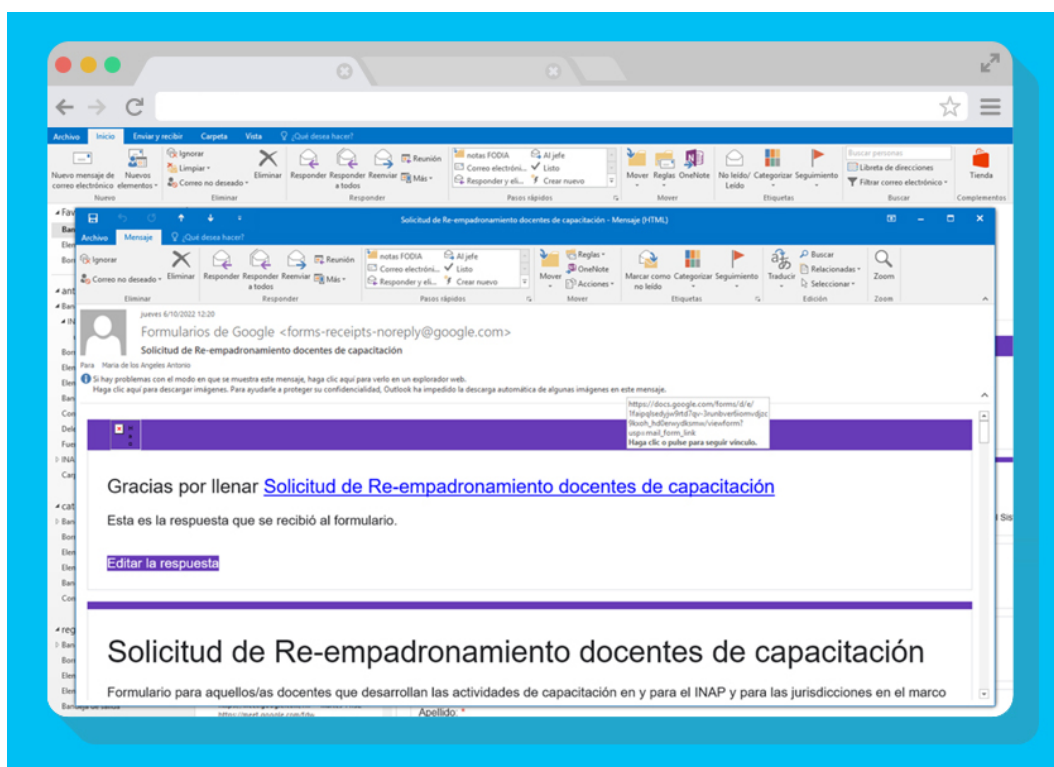 Archivo Inicio Enviar y recibir Carpeta Vista ¿Qué desea hacer?
Nuevo mensaje de correo electrónico
Nuevos elementos
Ignorar
Limpiar
Correo no deseado
Eliminar
Responder
Responder a todos
Reenviar
Reunión
Más
notas FODIA
Correo electróni...
Responder y eli...
Al jefe
Listo
Crear nuevo
Mover
Reglas
OneNote
No leído/ Leído
Categorizar
Seguimiento
Buscar personas
Libreta de direcciones
Filtrar correo electrónico
Tienda
Nuevo Eliminar Responder Pasos rápidos Mover Etiquetas Buscar Complementos
Solicitud de Re-empadronamiento docentes de capacitación - Mensaje (HTML)
Archivo Mensaje ¿Qué desea hacer?
Ignorar
Correo no deseado
Eliminar
Responder
Responder a todos
Reenviar
Reunión
Más
notas FODIA
Correo electróni...
Responder y eli...
Al jefe
Listo
Crear nuevo
Mover
Reglas
OneNote
Acciones
Marcar como no leído
Categorizar
Seguimiento
Traducir
Buscar
Relacionadas
Seleccionar
Zoom
Eliminar Responder Pasos rápidos Mover Etiquetas Edición Zoom
jueves 6/10/2022 12:20
Formularios de Google <forms-receipts-noreply@google.com>
Solicitud de Re-empadronamiento docentes de capacitación
Para Maria de los Angeles Antonio
Si hay problemas con el modo en que se muestra este mensaje, haga clic aquí para verlo en un explorador web.
Haga clic aquí para descargar imágenes. Para ayudarle a proteger su confidencialidad, Outlook ha impedido la descarga automática de algunas imágenes en este mensaje.
https://docs.google.com/forms/d/e/
usp=mail_form_link
Haga clic o pulse para seguir vínculo.
Gracias por llenar Solicitud de Re-empadronamiento docentes de capacitación
Esta es la respuesta que se recibió al formulario.
Editar la respuesta
Solicitud de Re-empadronamiento docentes de capacitación
Formulario para aquellos/as docentes que desarrollan las actividades de capacitación en y para el INAP y para las jurisdicciones en el marco
Apellido: *